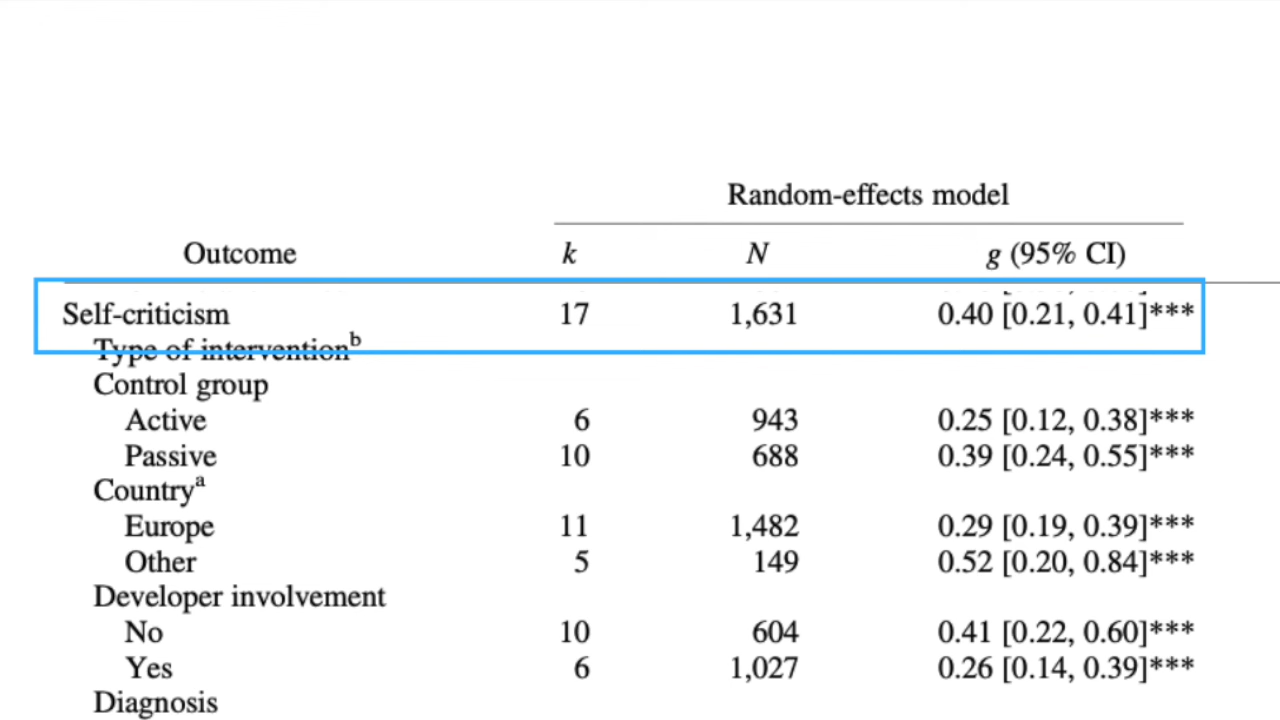 Random-effects model
Outcome k N g (95% CI)
Self-criticism 17 1,631 0.40 [0.21, 0.41]***
Type of intervention^b
Control group
Active 6 943 0.25 [0.12, 0.38]***
Passive 10 688 0.39 [0.24, 0.55]***
Country^a
Europe 11 1,482 0.29 [0.19, 0.39]***
Other 5 149 0.52 [0.20, 0.84]***
Developer involvement
No 10 604 0.41 [0.22, 0.60]***
Yes 6 1,027 0.26 [0.14, 0.39]***
Diagnosis